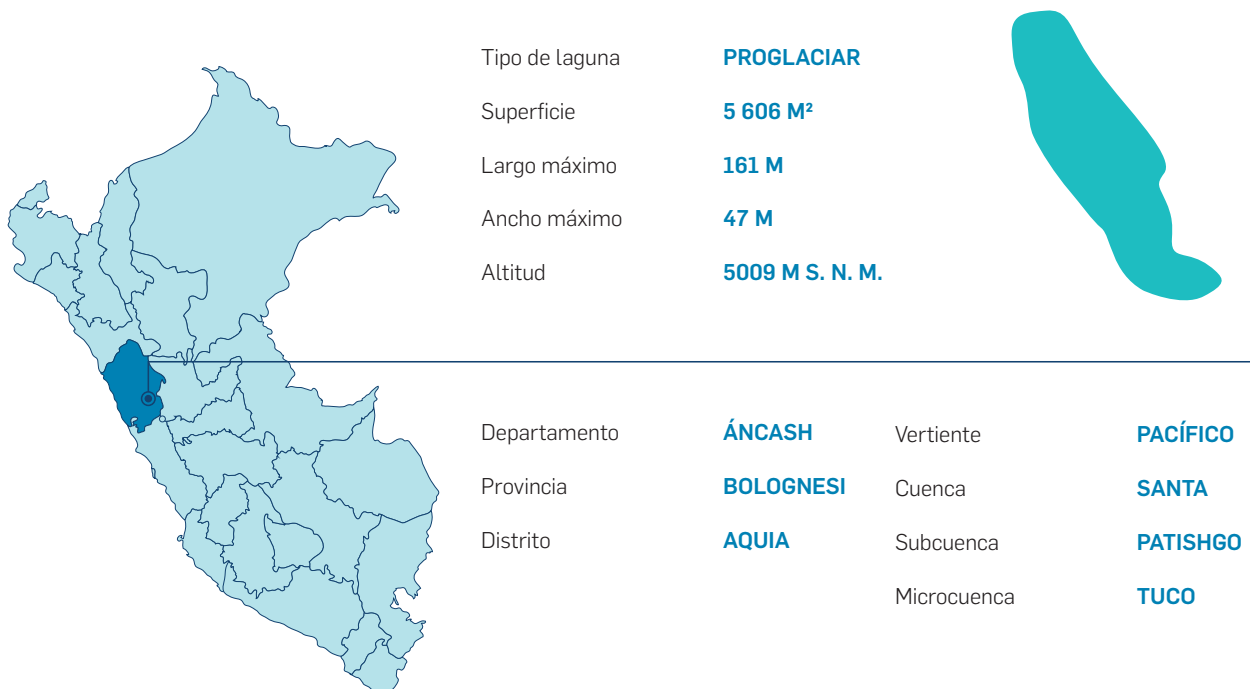 Tipo de laguna PROGLACIAR
Superficie 5 606 M²
Largo máximo 161 M
Ancho máximo 47 M
Altitud 5009 M S. N. M.
Departamento ÁNCASH Vertiente PACÍFICO
Provincia BOLOGNESI Cuenca SANTA
Distrito AQUIA Subcuenca PATISHGO
Microcuenca TUCO